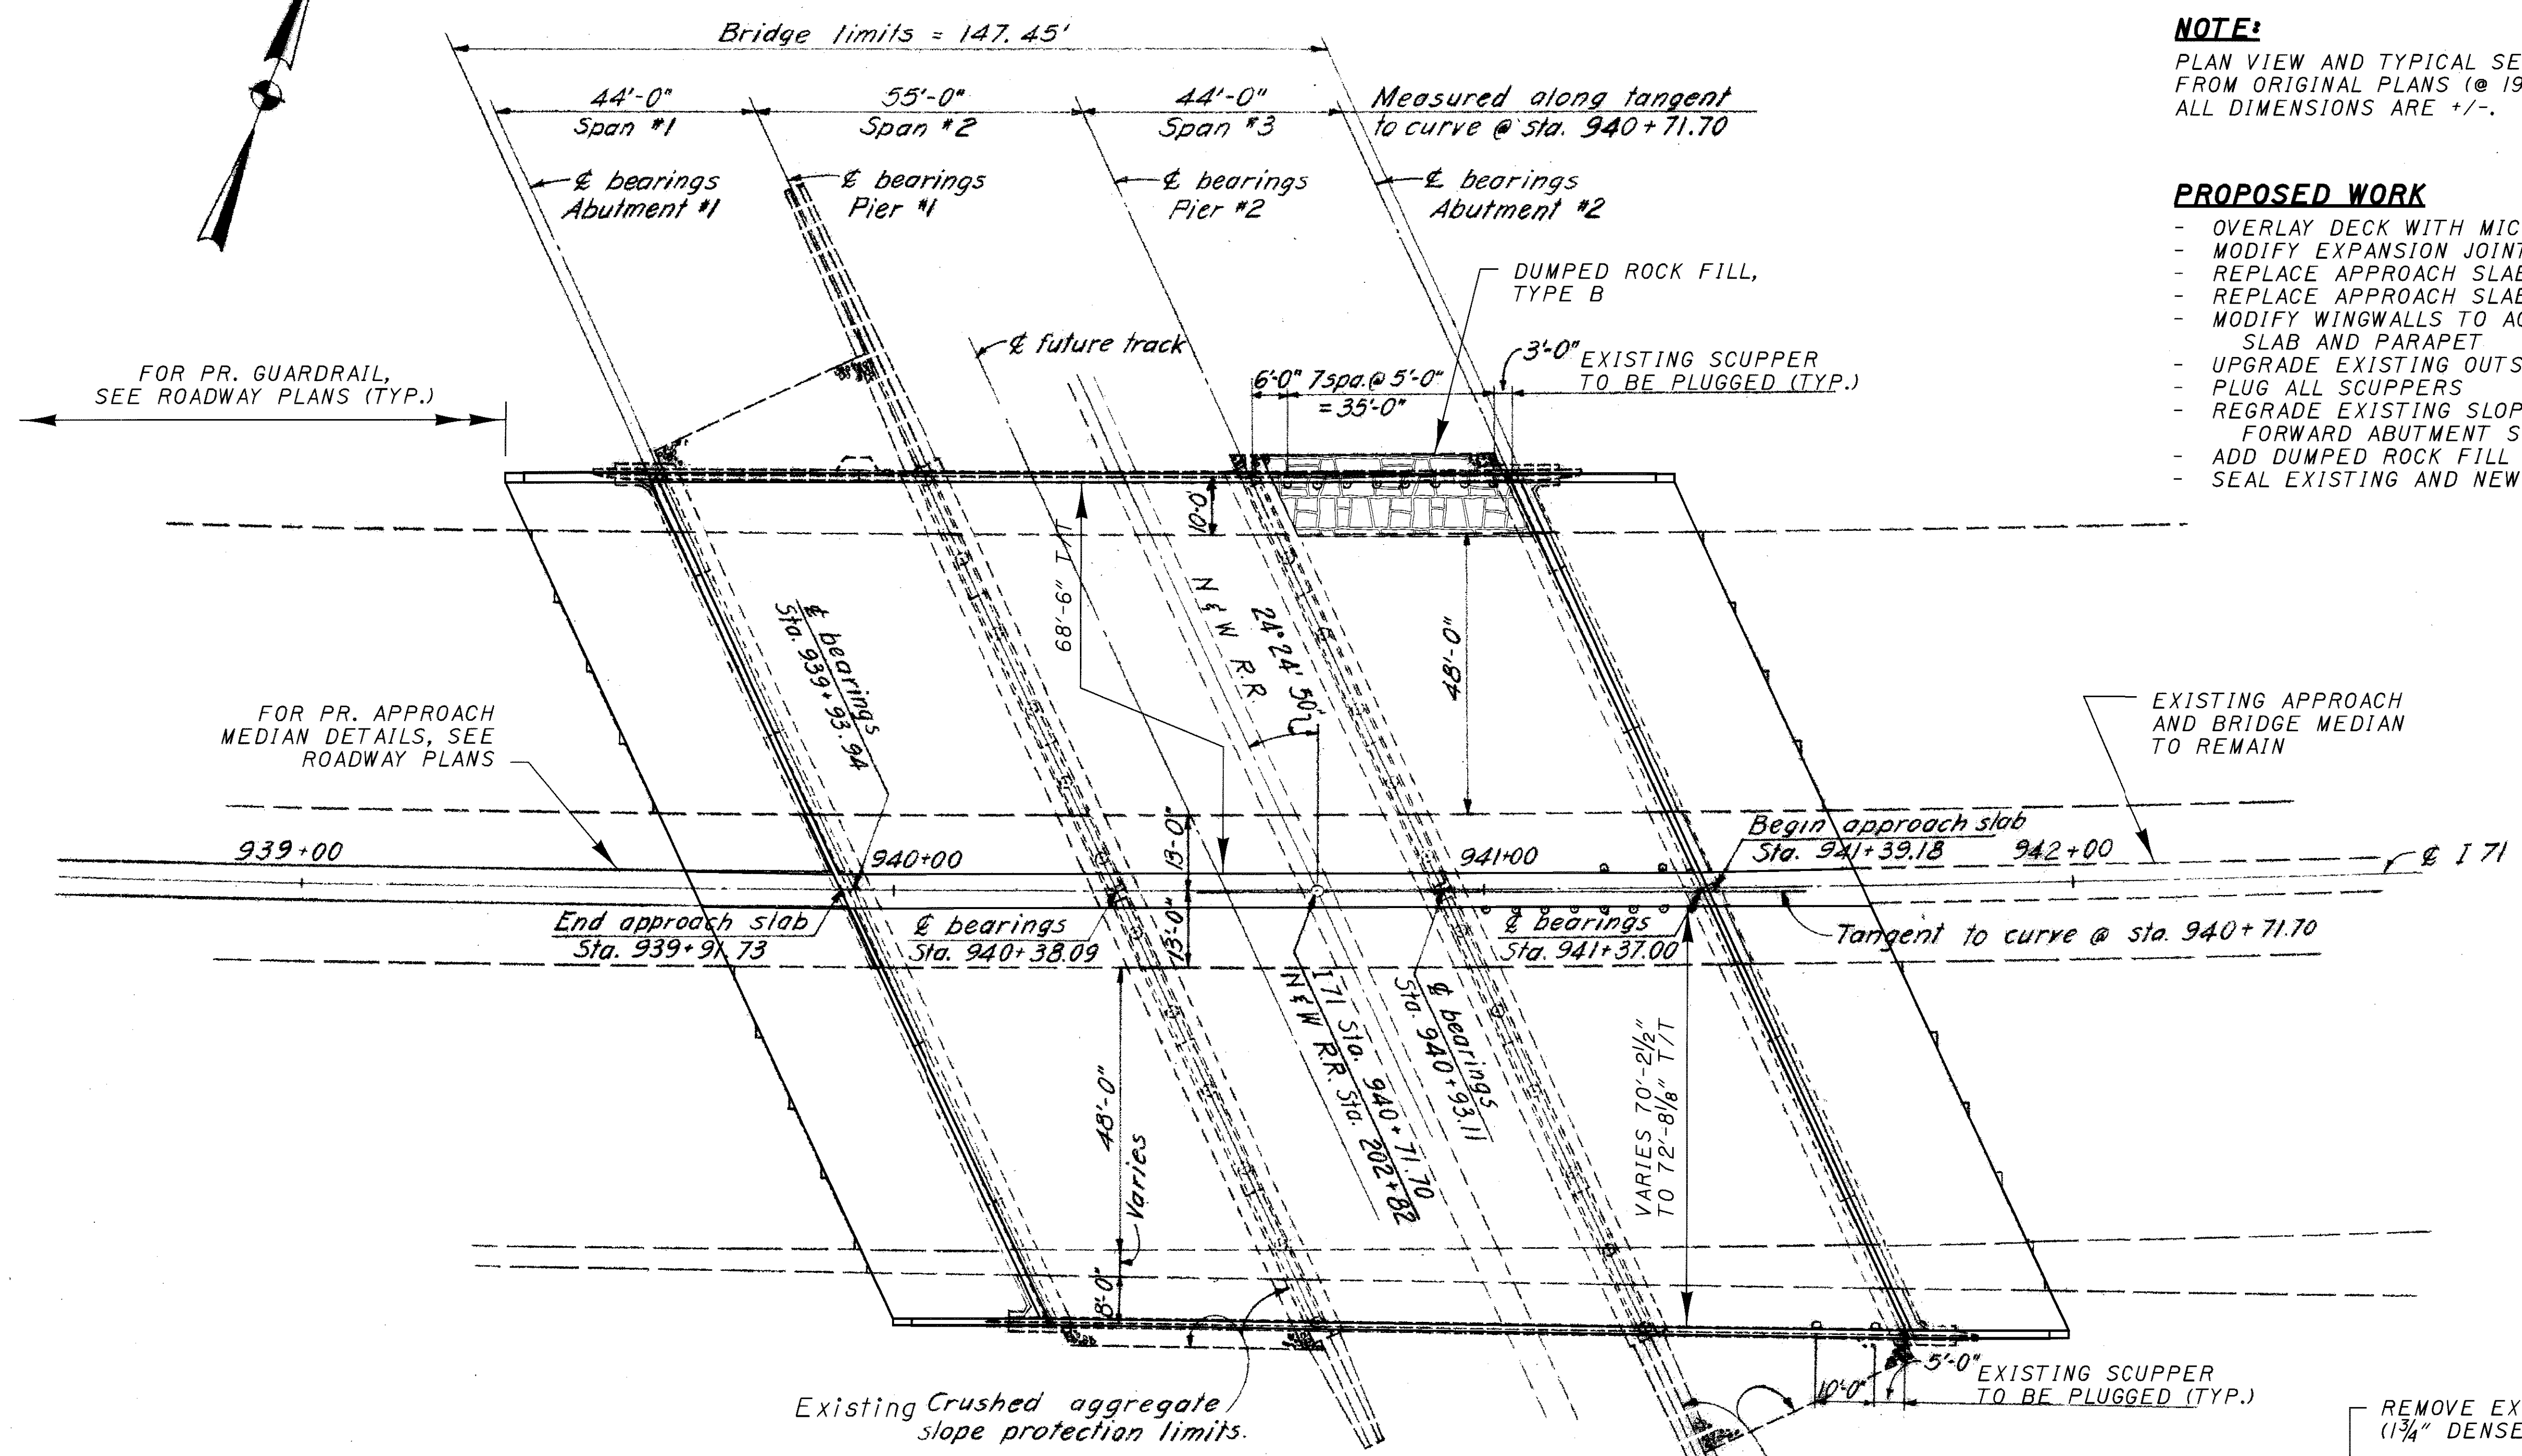 Bridge limits = 147.45'
44'-0"
Span #1
55'-0"
Span #2
44'-0"
Span #3
Measured along tangent
to curve @ sta. 940+71.70
℄ bearings
Abutment #1
℄ bearings
Pier #1
℄ bearings
Pier #2
℄ bearings
Abutment #2
NOTE:
PLAN VIEW AND TYPICAL SE
FROM ORIGINAL PLANS (@ 19
ALL DIMENSIONS ARE +/-.
PROPOSED WORK
- OVERLAY DECK WITH MIC
- MODIFY EXPANSION JOINT
- REPLACE APPROACH SLAB
- REPLACE APPROACH SLAB
- MODIFY WINGWALLS TO AC
SLAB AND PARAPET
- UPGRADE EXISTING OUTS
- PLUG ALL SCUPPERS
- REGRADE EXISTING SLOP
FORWARD ABUTMENT S
- ADD DUMPED ROCK FILL
- SEAL EXISTING AND NEW
DUMPED ROCK FILL,
TYPE B
℄ future track
3'-0"
EXISTING SCUPPER
TO BE PLUGGED (TYP.)
6'-0" 7spa.@ 5'-0"
= 35'-0"
FOR PR. GUARDRAIL,
SEE ROADWAY PLANS (TYP.)
10'-0"
68'-6" T/T
N & W R.R.
24° 24' 50"
48'-0"
℄ bearings
Sta. 939+93.94
FOR PR. APPROACH
MEDIAN DETAILS, SEE
ROADWAY PLANS
EXISTING APPROACH
AND BRIDGE MEDIAN
TO REMAIN
939+00
940+00
13'-0"
941+00
Begin approach slab
Sta. 941+39.18
942+00
℄ I 71
End approach slab
Sta. 939+91.73
℄ bearings
Sta. 940+38.09
13'-0"
℄ bearings
Sta. 941+37.00
Tangent to curve @ sta. 940+71.70
I 71 Sta. 940+71.70
N & W R.R. Sta. 202+82
℄ bearings
Sta. 940+93.11
48'-0"
Varies
8'-0"
VARIES 70'-2½"
TO 72'-8⅛" T/T
Existing Crushed aggregate
slope protection limits.
10'-0"
5'-0"
EXISTING SCUPPER
TO BE PLUGGED (TYP.)
REMOVE EX
(1¾" DENSE